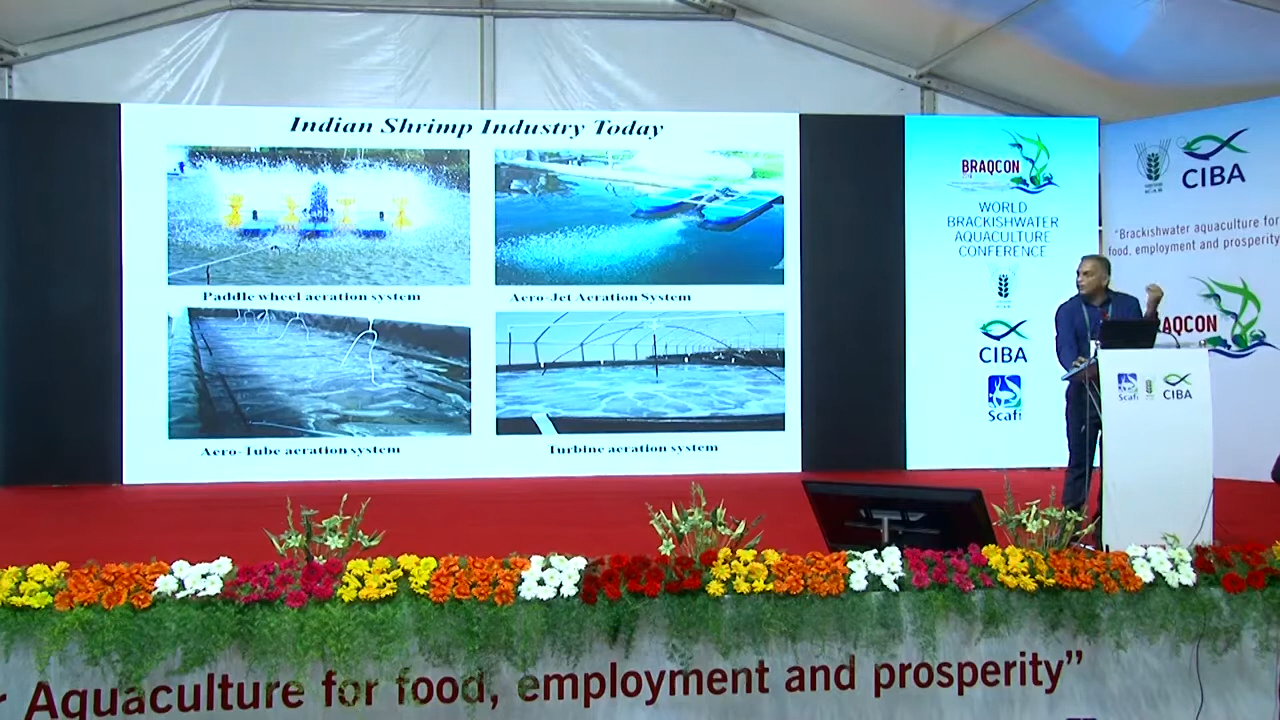 Indian Shrimp Industry Today
Paddle wheel aeration system
Aero-Jet Aeration System
Aero-Tube aeration system
Turbine aeration system
BRAQCON
WORLD
BRACKISHWATER
AQUACULTURE
CONFERENCE
CIBA
Scafi
CIBA
"Brackishwater aquaculture for
food, employment and prosperity
BRAQCON
Scafi
CIBA
Aquaculture for food, employment and prosperity”